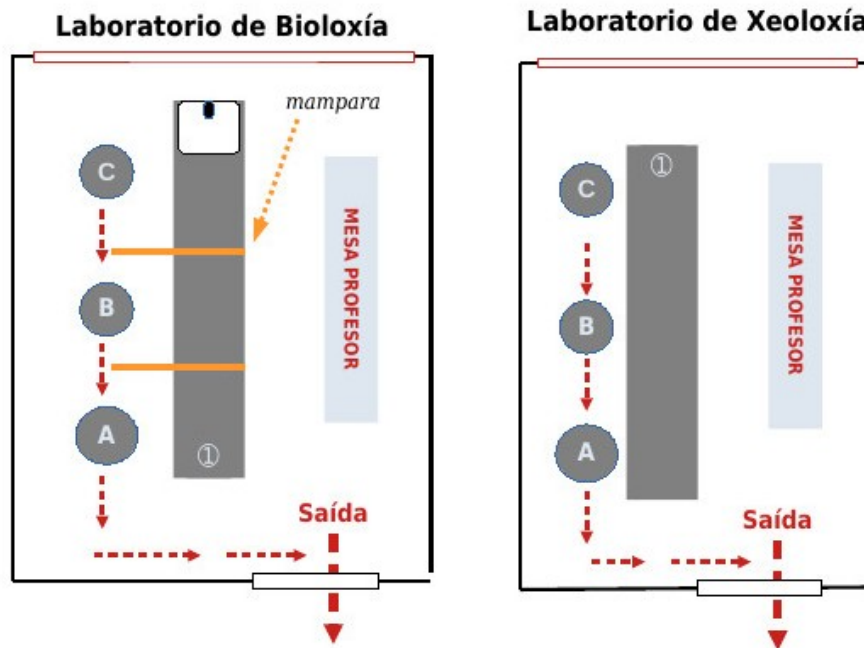 Laboratorio de Bioloxía
mampara
C
B
A
①
MESA PROFESOR
Saída
Laboratorio de Xeoloxía
①
C
B
A
MESA PROFESOR
Saída